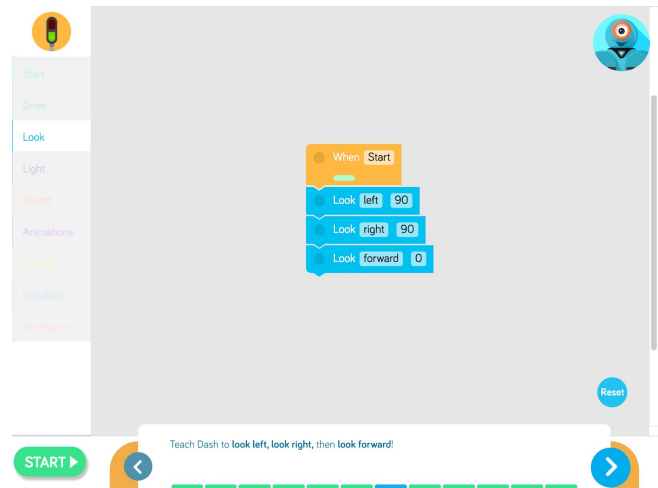 Start
Drive
Look
Light
Sound
Animations
Control
Variables
When Start
Look left 90
Look right 90
Look forward 0
Reset
Teach Dash to look left, look right, then look forward!
START